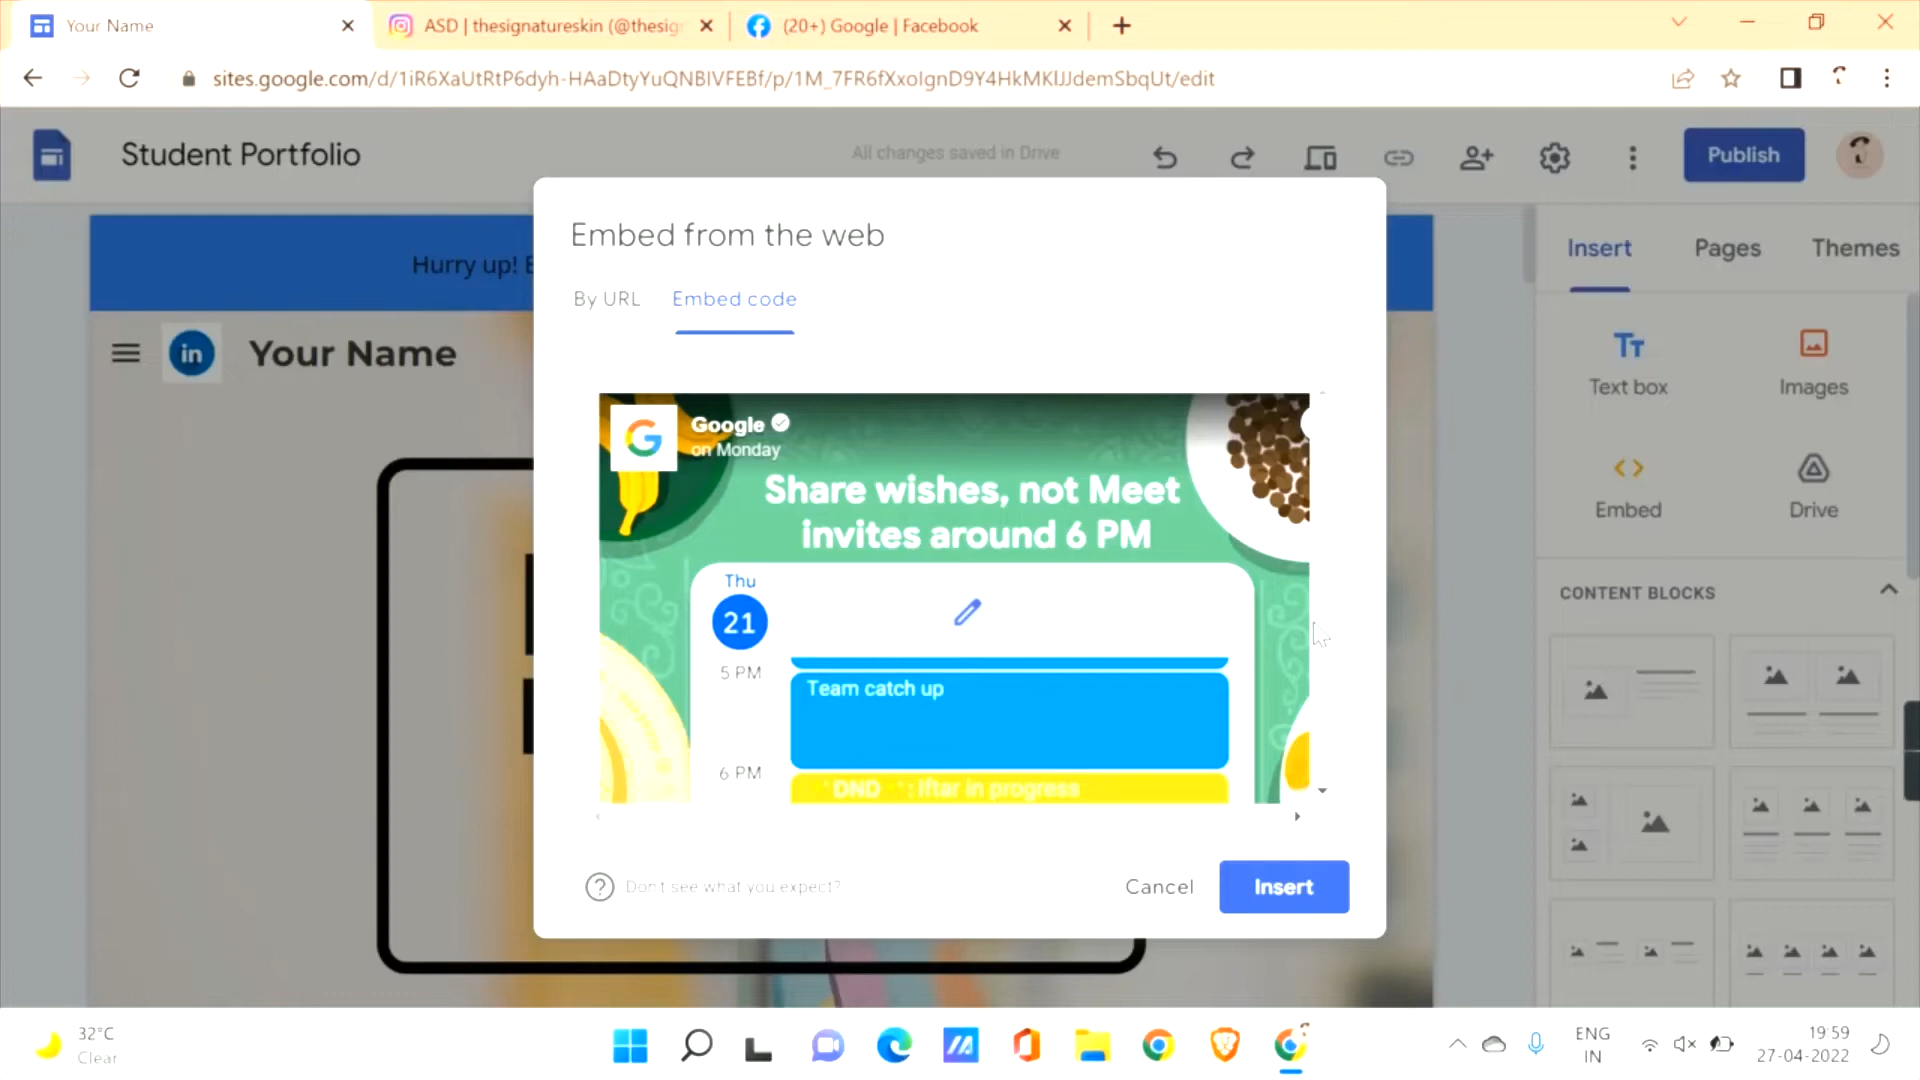 Your Name
ASD | thesignatureskin (@thesig
(20+) Google | Facebook
sites.google.com/d/1iR6XaUtRtP6dyh-HAaDtyYuQNBIVFEBf/p/1M_7FR6fXxoIgnD9Y4HkMKIJJdemSbqUt/edit
Student Portfolio
All changes saved in Drive
Publish
Hurry up!
Embed from the web
Insert
Pages
Themes
By URL
Embed code
in
Your Name
Text box
Images
Google
on Monday
Share wishes, not Meet
invites around 6 PM
Embed
Drive
Thu
21
CONTENT BLOCKS
5 PM
Team catch up
6 PM
DND : Iftar in progress
Don't see what you expect?
Cancel
Insert
32°C
Clear
ENG
IN
19:59
27-04-2022